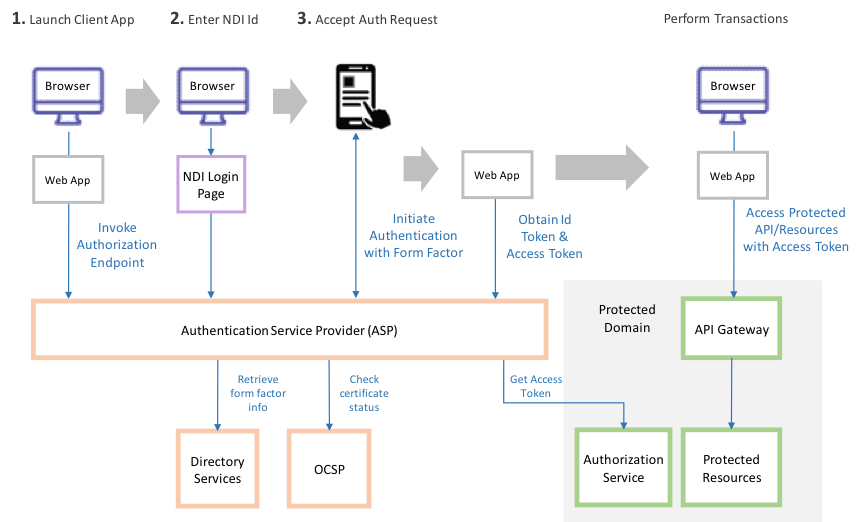 1. Launch Client App
2. Enter NDI Id
3. Accept Auth Request
Perform Transactions
Browser
Browser
Browser
Web App
NDI Login
Page
Web App
Web App
Invoke
Authorization
Endpoint
Initiate
Authentication
with Form Factor
Obtain Id
Token &
Access Token
Access Protected
API/Resources
with Access Token
Authentication Service Provider (ASP)
Protected
Domain
API Gateway
Retrieve
form factor
info
Check
certificate
status
Get Access
Token
Directory
Services
OCSP
Authorization
Service
Protected
Resources